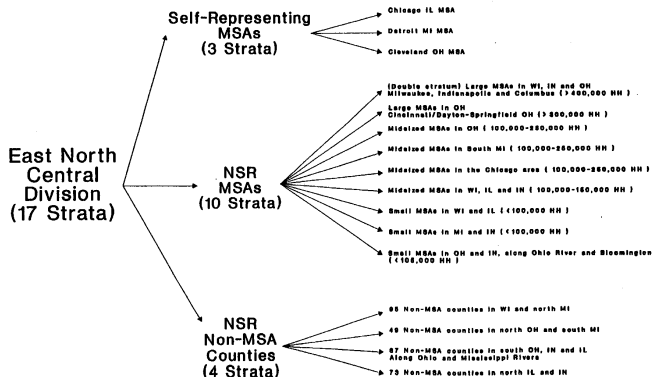 Self-Representing
MSAs
(3 Strata)
Chicago IL MSA
Detroit MI MSA
Cleveland OH MSA
East North
Central
Division
(17 Strata)
NSR
MSAs
(10 Strata)
(Double stratum) Large MSAs in WI, IN and OH
Milwaukee, Indianapolis and Columbus (>400,000 HH)
Large MSAs in OH
Cincinnati/Dayton-Springfield OH (>300,000 HH)
Midsized MSAs in OH (100,000-280,000 HH)
Midsized MSAs in South MI (100,000-250,000 HH)
Midsized MSAs in the Chicago area (100,000-250,000 HH)
Midsized MSAs in WI, IL and IN (100,000-150,000 HH)
Small MSAs in WI and IL (<100,000 HH)
Small MSAs in MI and IN (<100,000 HH)
Small MSAs in OH and IN, along Ohio River and Bloomington
(<100,000 HH)
NSR
Non-MSA
Counties
(4 Strata)
95 Non-MSA counties in WI and north MI
49 Non-MSA counties in north OH and south MI
67 Non-MSA counties in south OH, IN and IL
Along Ohio and Mississippi Rivers
73 Non-MSA counties in north IL and IN